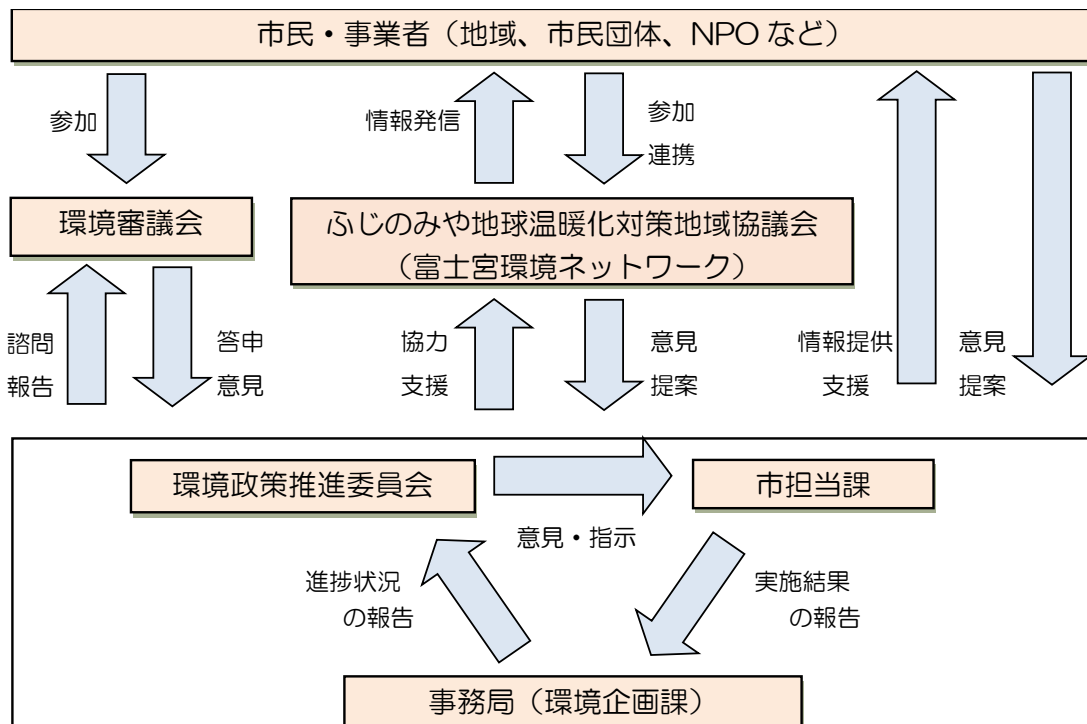 市民・事業者（地域、市民団体、NPO など）
参加
情報発信
参加
連携
環境審議会
ふじのみや地球温暖化対策地域協議会
（富士宮環境ネットワーク）
諮問
報告
答申
意見
協力
支援
意見
提案
情報提供
支援
意見
提案
環境政策推進委員会
市担当課
意見・指示
進捗状況
の報告
実施結果
の報告
事務局（環境企画課）